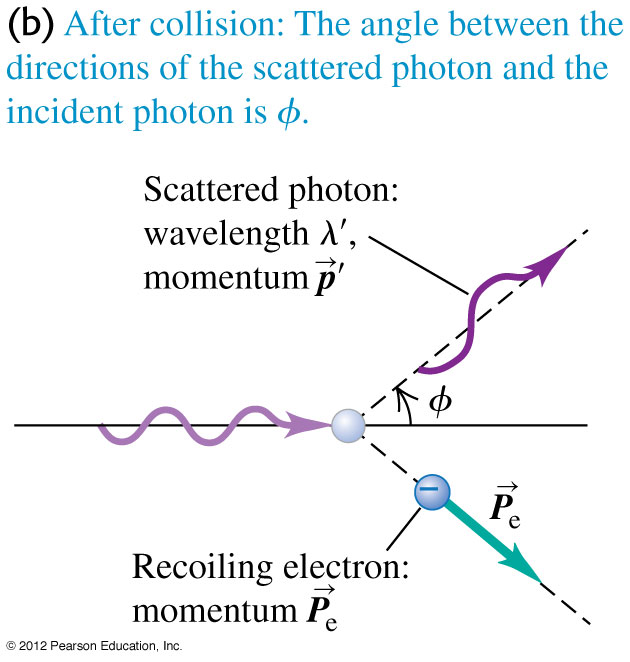 (b) After collision: The angle between the
directions of the scattered photon and the
incident photon is ϕ.
Scattered photon:
wavelength λ′,
momentum p⃗′
ϕ
P⃗e
Recoiling electron:
momentum P⃗e
© 2012 Pearson Education, Inc.